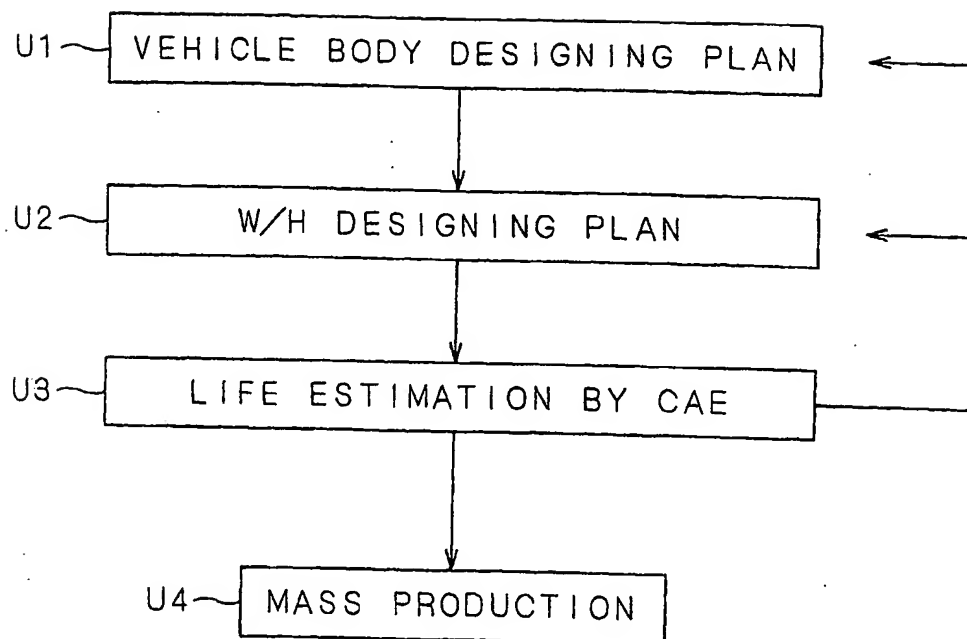 U1 VEHICLE BODY DESIGNING PLAN
U2 W/H DESIGNING PLAN
U3 LIFE ESTIMATION BY CAE
U4 MASS PRODUCTION